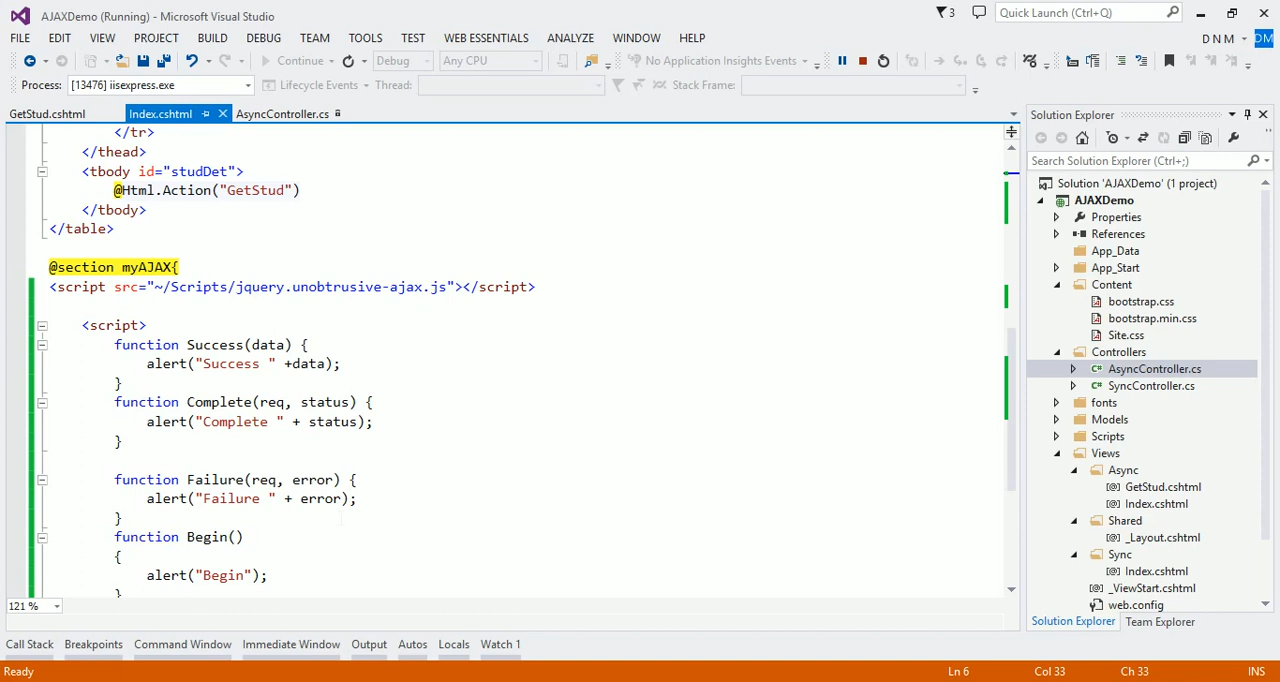 AJAXDemo (Running) - Microsoft Visual Studio
3
Quick Launch (Ctrl+Q)
FILE EDIT VIEW PROJECT BUILD DEBUG TEAM TOOLS TEST WEB ESSENTIALS ANALYZE WINDOW HELP
D N M
DM
Continue
Debug
Any CPU
No Application Insights Events
Process: [13476] iisexpress.exe
Lifecycle Events
Thread:
Stack Frame:
GetStud.cshtml
Index.cshtml
AsyncController.cs
</tr>
</thead>
<tbody id="studDet">
@Html.Action("GetStud")
</tbody>
</table>
@section myAJAX{
<script src="~/Scripts/jquery.unobtrusive-ajax.js"></script>
<script>
function Success(data) {
alert("Success " +data);
}
function Complete(req, status) {
alert("Complete " + status);
}
function Failure(req, error) {
alert("Failure " + error);
}
function Begin()
{
alert("Begin");
}
121 %
Solution Explorer
Search Solution Explorer (Ctrl+;)
Solution 'AJAXDemo' (1 project)
AJAXDemo
Properties
References
App_Data
App_Start
Content
bootstrap.css
bootstrap.min.css
Site.css
Controllers
AsyncController.cs
SyncController.cs
fonts
Models
Scripts
Views
Async
GetStud.cshtml
Index.cshtml
Shared
_Layout.cshtml
Sync
Index.cshtml
_ViewStart.cshtml
web.config
Solution Explorer
Team Explorer
Call Stack Breakpoints Command Window Immediate Window Output Autos Locals Watch 1
Ready
Ln 6
Col 33
Ch 33
INS